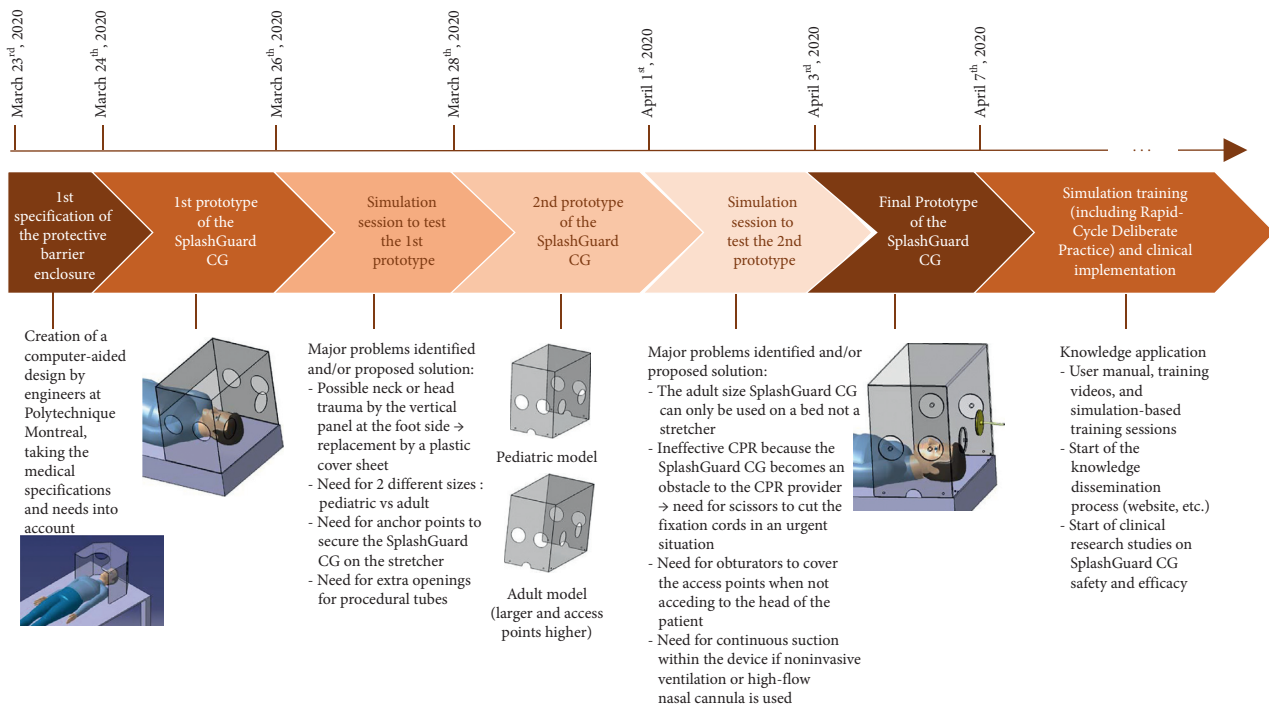 March 23rd, 2020
March 24th, 2020
March 26th, 2020
March 28th, 2020
April 1st, 2020
April 3rd, 2020
April 7th, 2020
...
1st
specification of
the protective
barrier
enclosure
1st prototype
of the
SplashGuard
CG
Simulation
session to test
the 1st
prototype
2nd prototype
of the
SplashGuard
CG
Simulation
session to
test the 2nd
prototype
Final Prototype
of the
SplashGuard
CG
Simulation training
(including Rapid-
Cycle Deliberate
Practice) and clinical
implementation
Creation of a
computer-aided
design by
engineers at
Polytechnique
Montreal,
taking the
medical
specifications
and needs into
account
Major problems identified
and/or proposed solution:
- Possible neck or head
trauma by the vertical
panel at the foot side →
replacement by a plastic
cover sheet
- Need for 2 different sizes :
pediatric vs adult
- Need for anchor points to
secure the SplashGuard
CG on the stretcher
- Need for extra openings
for procedural tubes
Pediatric model
Adult model
(larger and access
points higher)
Major problems identified and/or
proposed solution:
- The adult size SplashGuard CG
can only be used on a bed not a
stretcher
- Ineffective CPR because the
SplashGuard CG becomes an
obstacle to the CPR provider
→ need for scissors to cut the
fixation cords in an urgent
situation
- Need for obturators to cover
the access points when not
acceding to the head of the
patient
- Need for continuous suction
within the device if noninvasive
ventilation or high-flow
nasal cannula is used
Knowledge application
- User manual, training
videos, and
simulation-based
training sessions
- Start of the
knowledge
dissemination
process (website, etc.)
- Start of clinical
research studies on
SplashGuard CG
safety and efficacy